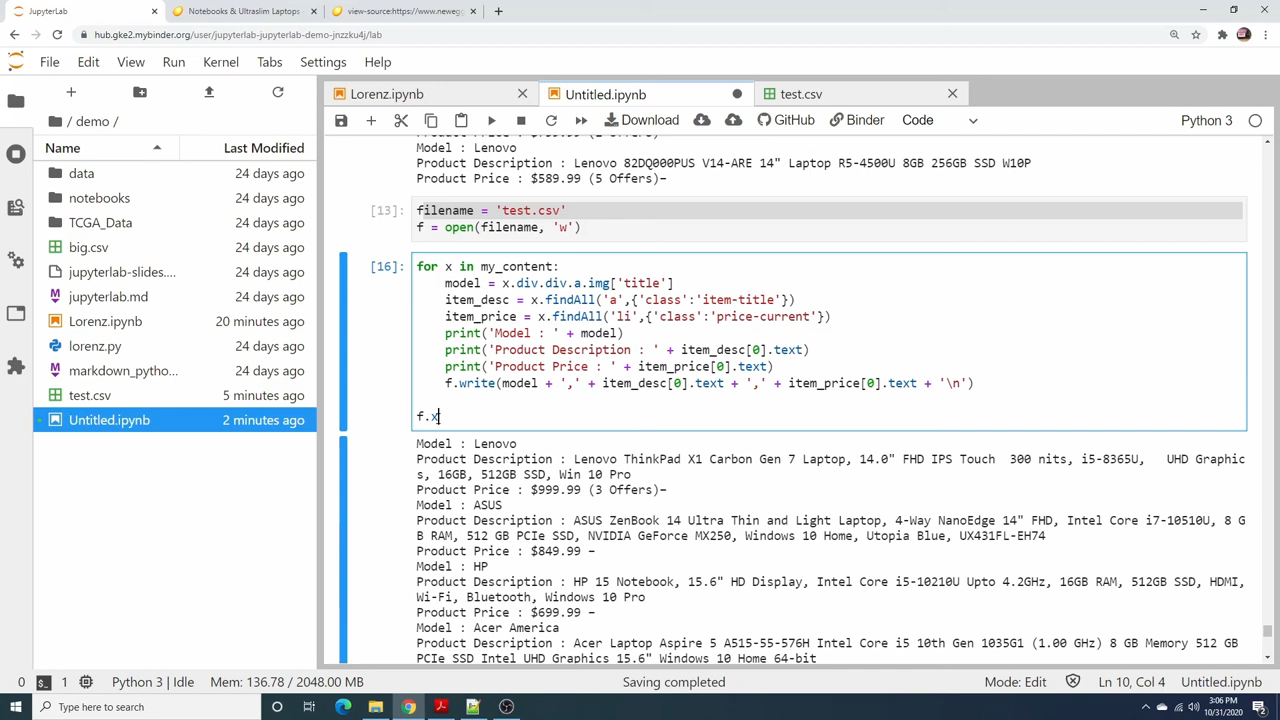 JupyterLab
Notebooks & Ultraslim Laptops
view-source:https://www.newegg
hub.gke2.mybinder.org/user/jupyterlab-jupyterlab-demo-jnzzku4j/lab
File Edit View Run Kernel Tabs Settings Help
Lorenz.ipynb
Untitled.ipynb
test.csv
Download GitHub Binder Code Python 3
/ demo /
Name Last Modified
data 24 days ago
notebooks 24 days ago
TCGA_Data 24 days ago
big.csv 24 days ago
jupyterlab-slides.... 24 days ago
jupyterlab.md 24 days ago
Lorenz.ipynb 20 minutes ago
lorenz.py 24 days ago
markdown_pytho... 24 days ago
test.csv 5 minutes ago
Untitled.ipynb 2 minutes ago
Model : Lenovo
Product Description : Lenovo 82DQ000PUS V14-ARE 14" Laptop R5-4500U 8GB 256GB SSD W10P
Product Price : $589.99 (5 Offers)–
[13]: filename = 'test.csv'
f = open(filename, 'w')
[16]: for x in my_content:
model = x.div.div.a.img['title']
item_desc = x.findAll('a',{'class':'item-title'})
item_price = x.findAll('li',{'class':'price-current'})
print('Model : ' + model)
print('Product Description : ' + item_desc[0].text)
print('Product Price : ' + item_price[0].text)
f.write(model + ',' + item_desc[0].text + ',' + item_price[0].text + '\n')
f.x
Model : Lenovo
Product Description : Lenovo ThinkPad X1 Carbon Gen 7 Laptop, 14.0" FHD IPS Touch 300 nits, i5-8365U, UHD Graphic
s, 16GB, 512GB SSD, Win 10 Pro
Product Price : $999.99 (3 Offers)–
Model : ASUS
Product Description : ASUS ZenBook 14 Ultra Thin and Light Laptop, 4-Way NanoEdge 14" FHD, Intel Core i7-10510U, 8 G
B RAM, 512 GB PCIe SSD, NVIDIA GeForce MX250, Windows 10 Home, Utopia Blue, UX431FL-EH74
Product Price : $849.99 –
Model : HP
Product Description : HP 15 Notebook, 15.6" HD Display, Intel Core i5-10210U Upto 4.2GHz, 16GB RAM, 512GB SSD, HDMI,
Wi-Fi, Bluetooth, Windows 10 Pro
Product Price : $699.99 –
Model : Acer America
Product Description : Acer Laptop Aspire 5 A515-55-576H Intel Core i5 10th Gen 1035G1 (1.00 GHz) 8 GB Memory 512 GB
PCIe SSD Intel UHD Graphics 15.6" Windows 10 Home 64-bit
0 1 Python 3 | Idle Mem: 136.78 / 2048.00 MB Saving completed Mode: Edit Ln 10, Col 4 Untitled.ipynb
Type here to search
3:06 PM
10/31/2020
2